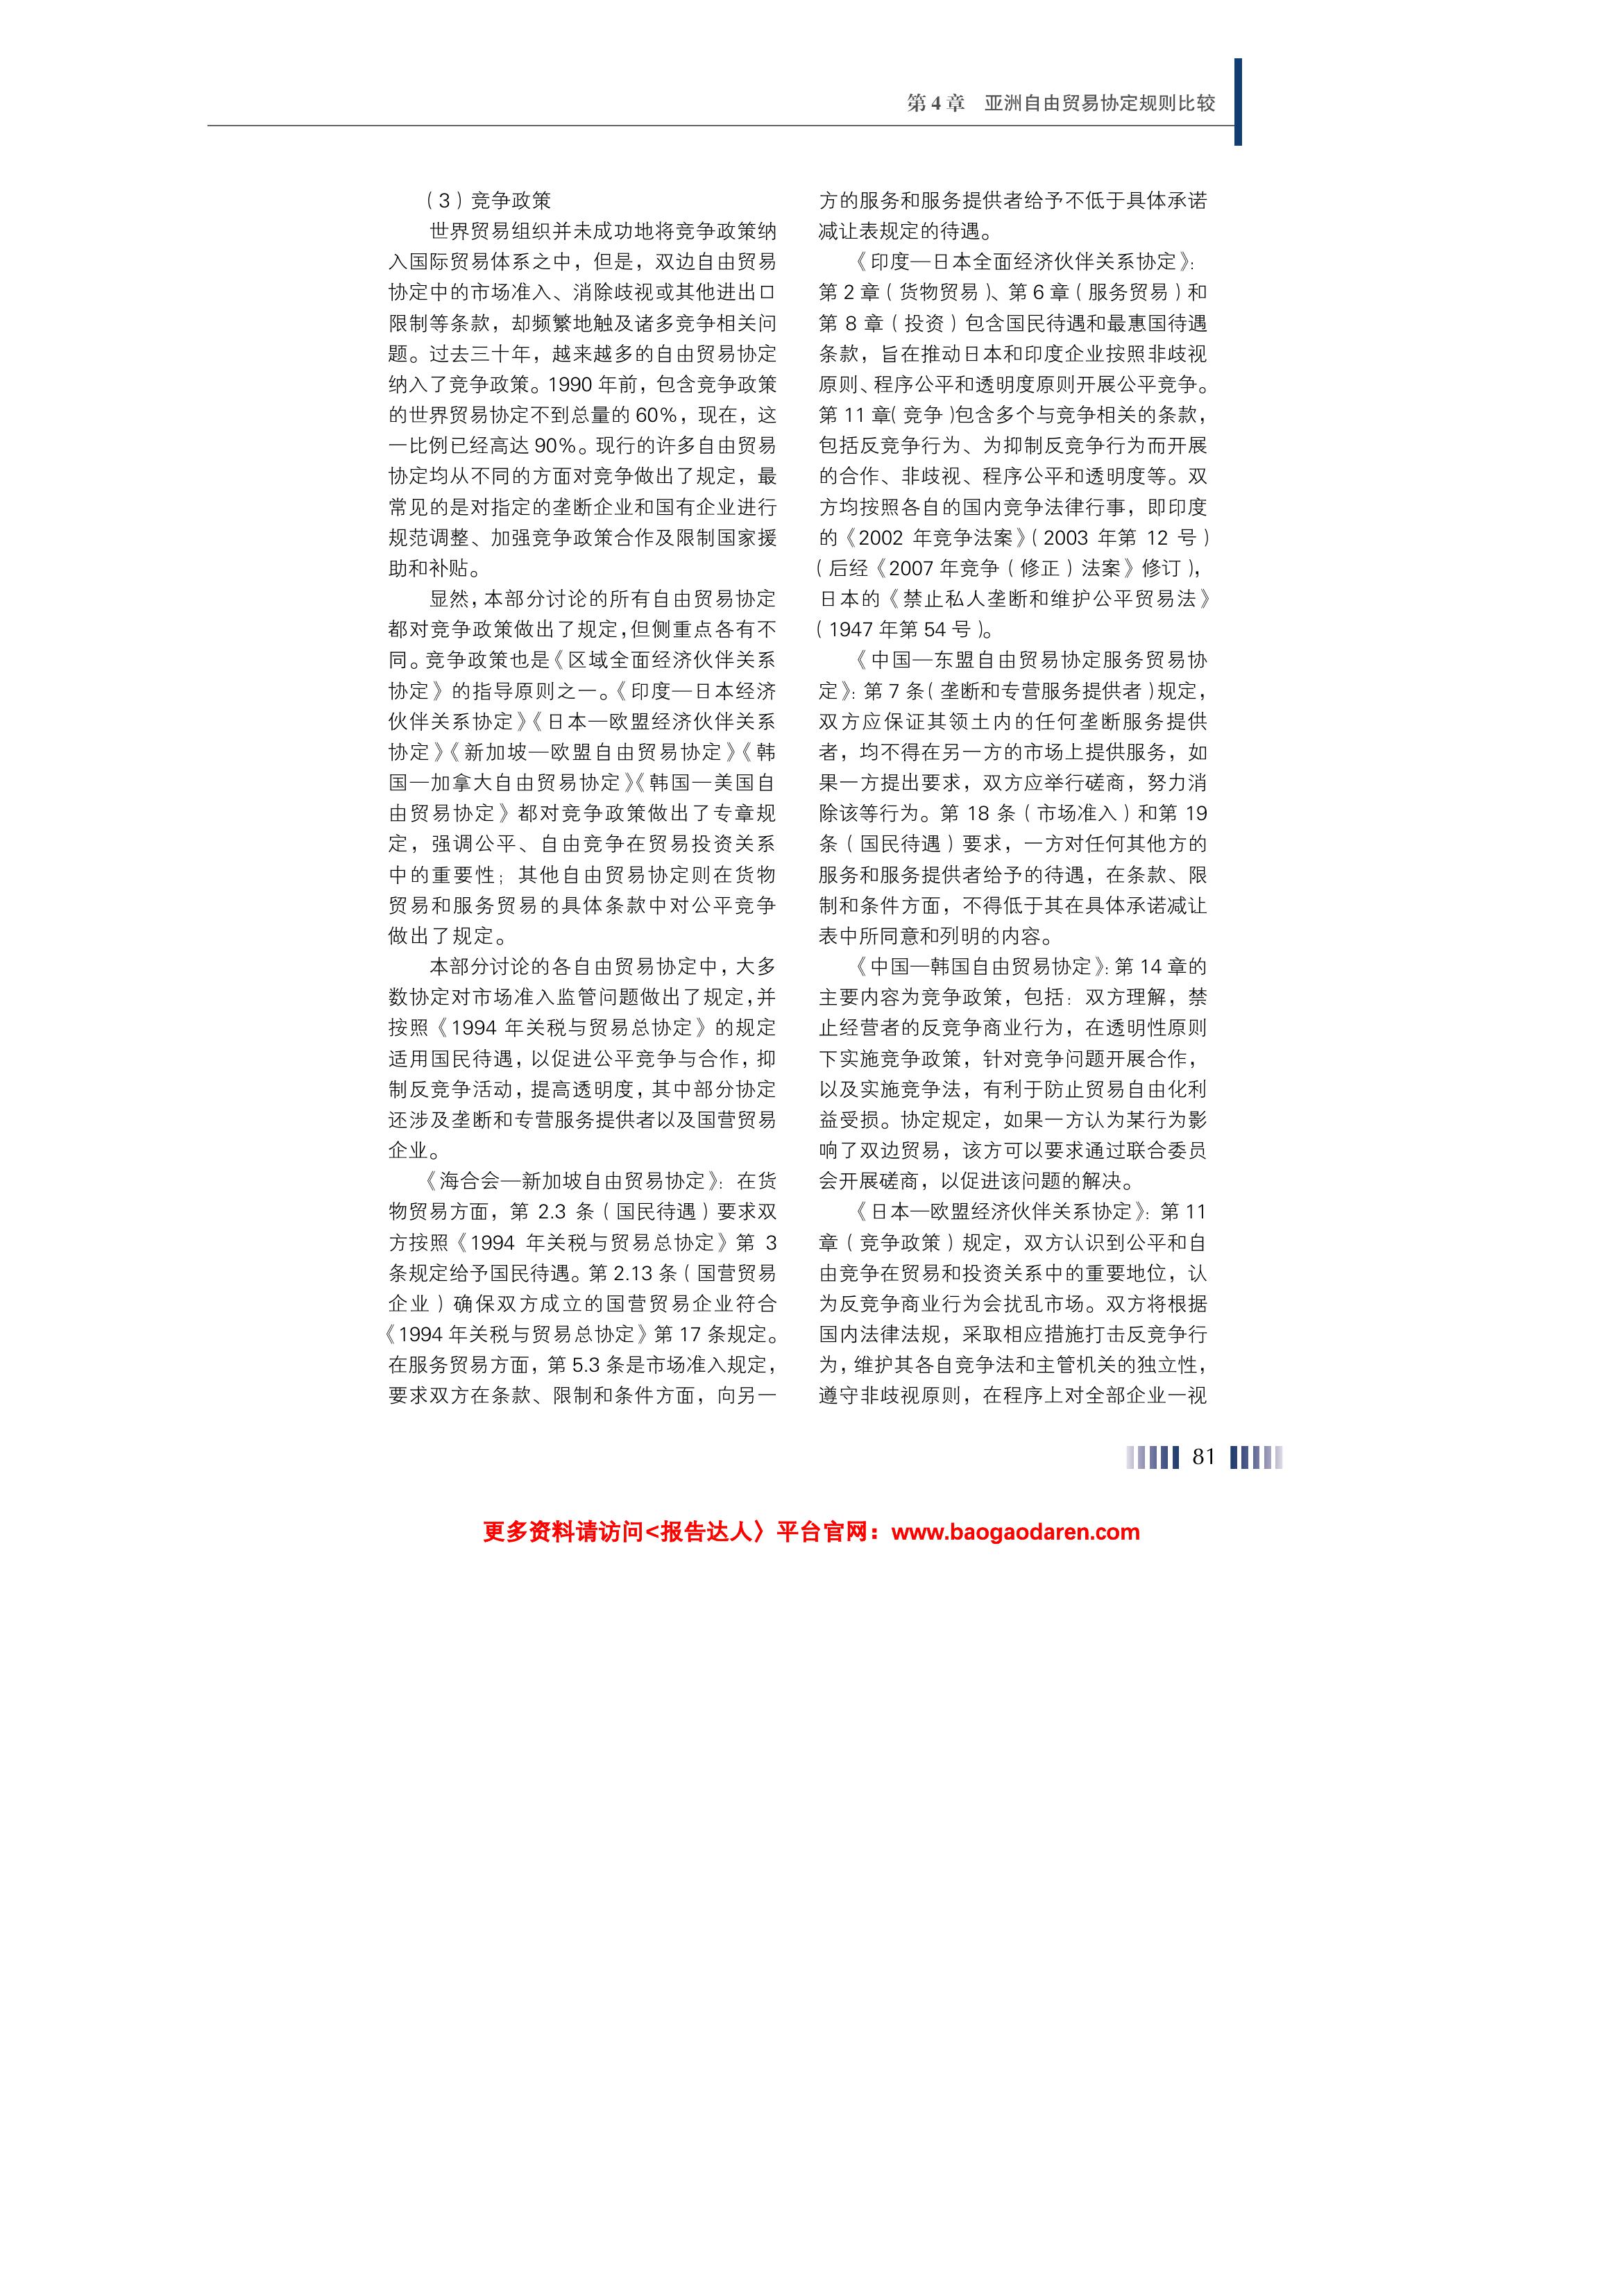 第 4 章　亚洲自由贸易协定规则比较
（3）竞争政策
世界贸易组织并未成功地将竞争政策纳
入国际贸易体系之中，但是，双边自由贸易
协定中的市场准入、消除歧视或其他进出口
限制等条款，却频繁地触及诸多竞争相关问
题。过去三十年，越来越多的自由贸易协定
纳入了竞争政策。1990 年前，包含竞争政策
的世界贸易协定不到总量的 60%，现在，这
一比例已经高达 90%。现行的许多自由贸易
协定均从不同的方面对竞争做出了规定，最
常见的是对指定的垄断企业和国有企业进行
规范调整、加强竞争政策合作及限制国家援
助和补贴。
显然，本部分讨论的所有自由贸易协定
都对竞争政策做出了规定，但侧重点各有不
同。竞争政策也是《区域全面经济伙伴关系
协定》的指导原则之一。《印度—日本经济
伙伴关系协定》《日本—欧盟经济伙伴关系
协定》《新加坡—欧盟自由贸易协定》《韩
国—加拿大自由贸易协定》《韩国—美国自
由贸易协定》都对竞争政策做出了专章规
定，强调公平、自由竞争在贸易投资关系
中的重要性；其他自由贸易协定则在货物
贸易和服务贸易的具体条款中对公平竞争
做出了规定。
本部分讨论的各自由贸易协定中，大多
数协定对市场准入监管问题做出了规定，并
按照《1994 年关税与贸易总协定》的规定
适用国民待遇，以促进公平竞争与合作，抑
制反竞争活动，提高透明度，其中部分协定
还涉及垄断和专营服务提供者以及国营贸易
企业。
《海合会—新加坡自由贸易协定》：在货
物贸易方面，第 2.3 条（国民待遇）要求双
方按照《1994 年关税与贸易总协定》第 3
条规定给予国民待遇。第 2.13 条（国营贸易
企业）确保双方成立的国营贸易企业符合
《1994 年关税与贸易总协定》第 17 条规定。
在服务贸易方面，第 5.3 条是市场准入规定，
要求双方在条款、限制和条件方面，向另一
方的服务和服务提供者给予不低于具体承诺
减让表规定的待遇。
《印度—日本全面经济伙伴关系协定》：
第 2 章（货物贸易）、第 6 章（服务贸易）和
第 8 章（投资）包含国民待遇和最惠国待遇
条款，旨在推动日本和印度企业按照非歧视
原则、程序公平和透明度原则开展公平竞争。
第 11 章（竞争）包含多个与竞争相关的条款，
包括反竞争行为、为抑制反竞争行为而开展
的合作、非歧视、程序公平和透明度等。双
方均按照各自的国内竞争法律行事，即印度
的《2002 年竞争法案》（2003 年第 12 号）
（后经《2007 年竞争（修正）法案》修订），
日本的《禁止私人垄断和维护公平贸易法》
（1947 年第 54 号）。
《中国—东盟自由贸易协定服务贸易协
定》：第 7 条（垄断和专营服务提供者）规定，
双方应保证其领土内的任何垄断服务提供
者，均不得在另一方的市场上提供服务，如
果一方提出要求，双方应举行磋商，努力消
除该等行为。第 18 条（市场准入）和第 19
条（国民待遇）要求，一方对任何其他方的
服务和服务提供者给予的待遇，在条款、限
制和条件方面，不得低于其在具体承诺减让
表中所同意和列明的内容。
《中国—韩国自由贸易协定》：第 14 章的
主要内容为竞争政策，包括：双方理解，禁
止经营者的反竞争商业行为，在透明性原则
下实施竞争政策，针对竞争问题开展合作，
以及实施竞争法，有利于防止贸易自由化利
益受损。协定规定，如果一方认为某行为影
响了双边贸易，该方可以要求通过联合委员
会开展磋商，以促进该问题的解决。
《日本—欧盟经济伙伴关系协定》：第 11
章（竞争政策）规定，双方认识到公平和自
由竞争在贸易和投资关系中的重要地位，认
为反竞争商业行为会扰乱市场。双方将根据
国内法律法规，采取相应措施打击反竞争行
为，维护其各自竞争法和主管机关的独立性，
遵守非歧视原则，在程序上对全部企业一视
81
更多资料请访问<报告达人〉平台官网：www.baogaodaren.com